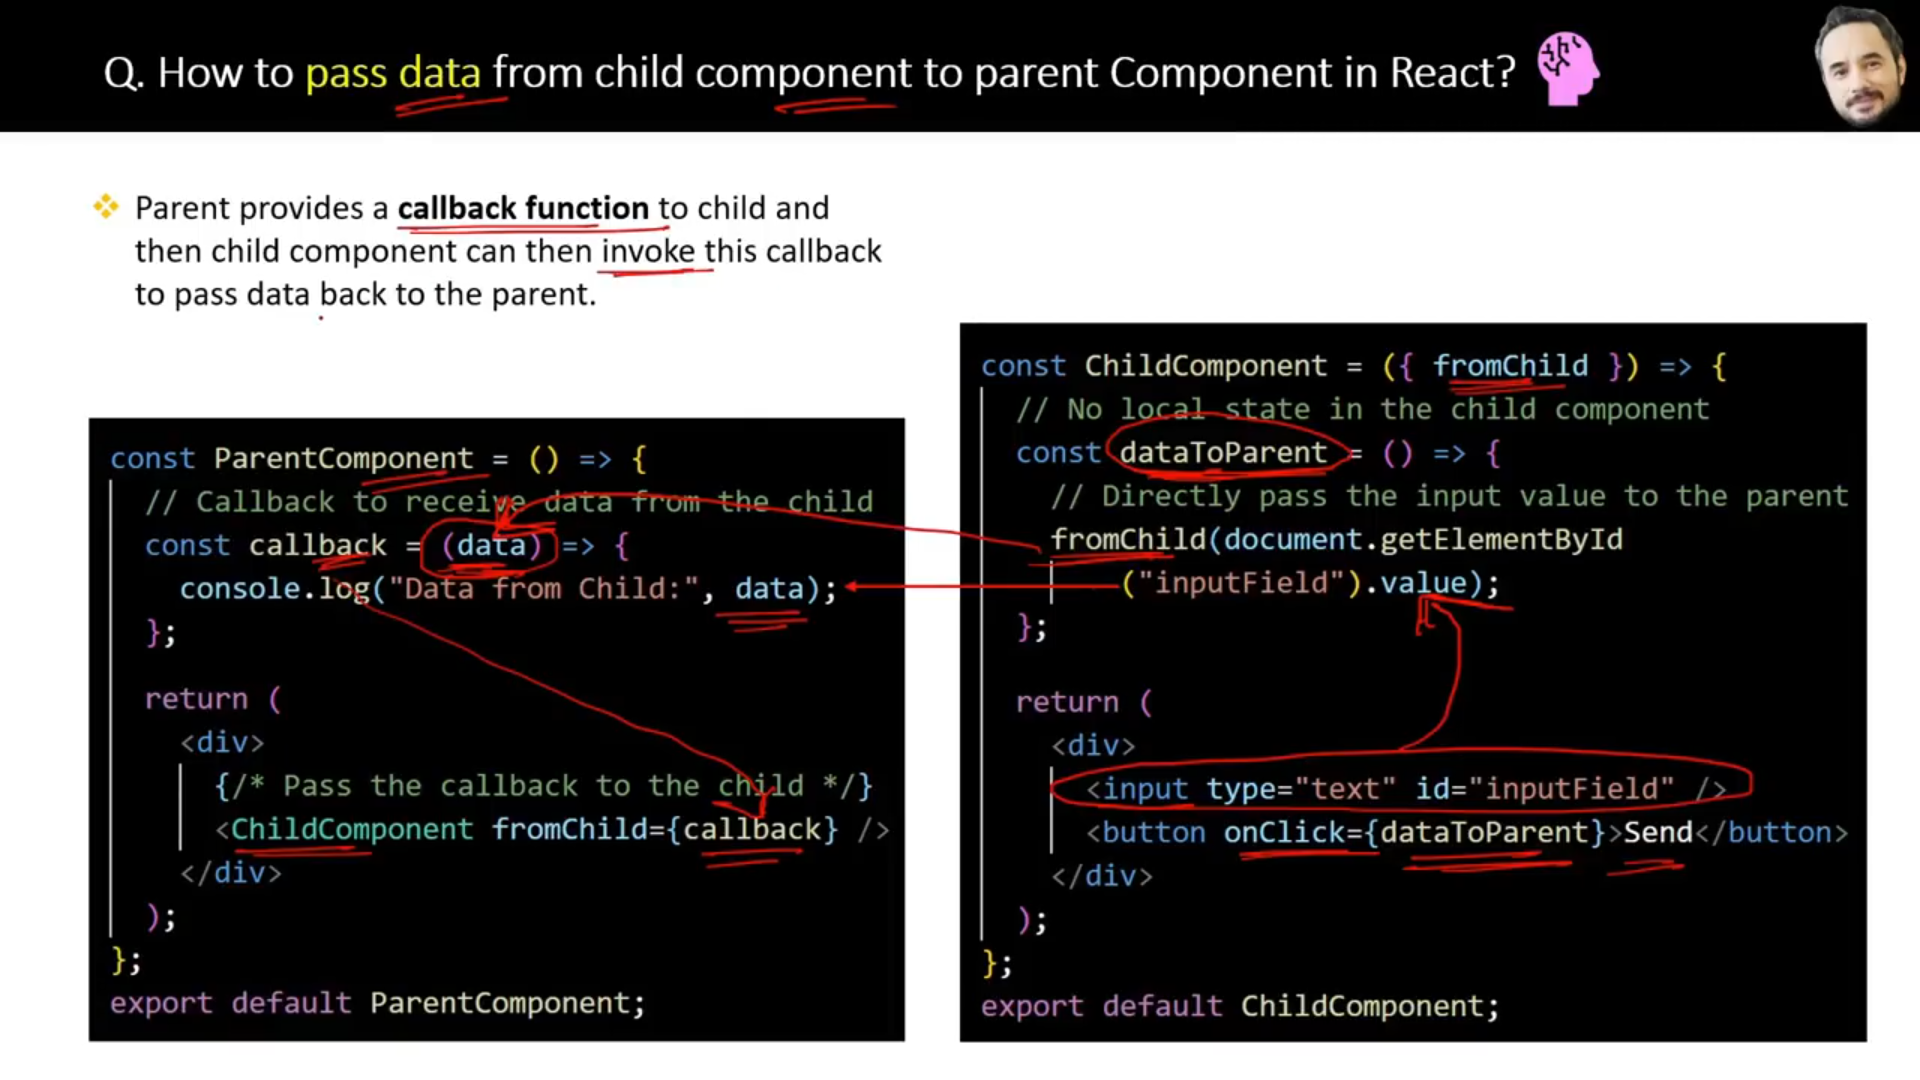 Q. How to pass data from child component to parent Component in React?
Parent provides a callback function to child and
then child component can then invoke this callback
to pass data back to the parent.
const ParentComponent = () => {
// Callback to receive data from the child
const callback = (data) => {
console.log("Data from Child:", data);
};
return (
<div>
{/* Pass the callback to the child */}
<ChildComponent fromChild={callback} />
</div>
);
};
export default ParentComponent;
const ChildComponent = ({ fromChild }) => {
// No local state in the child component
const dataToParent = () => {
// Directly pass the input value to the parent
fromChild(document.getElementById
("inputField").value);
};
return (
<div>
<input type="text" id="inputField" />
<button onClick={dataToParent}>Send</button>
</div>
);
};
export default ChildComponent;